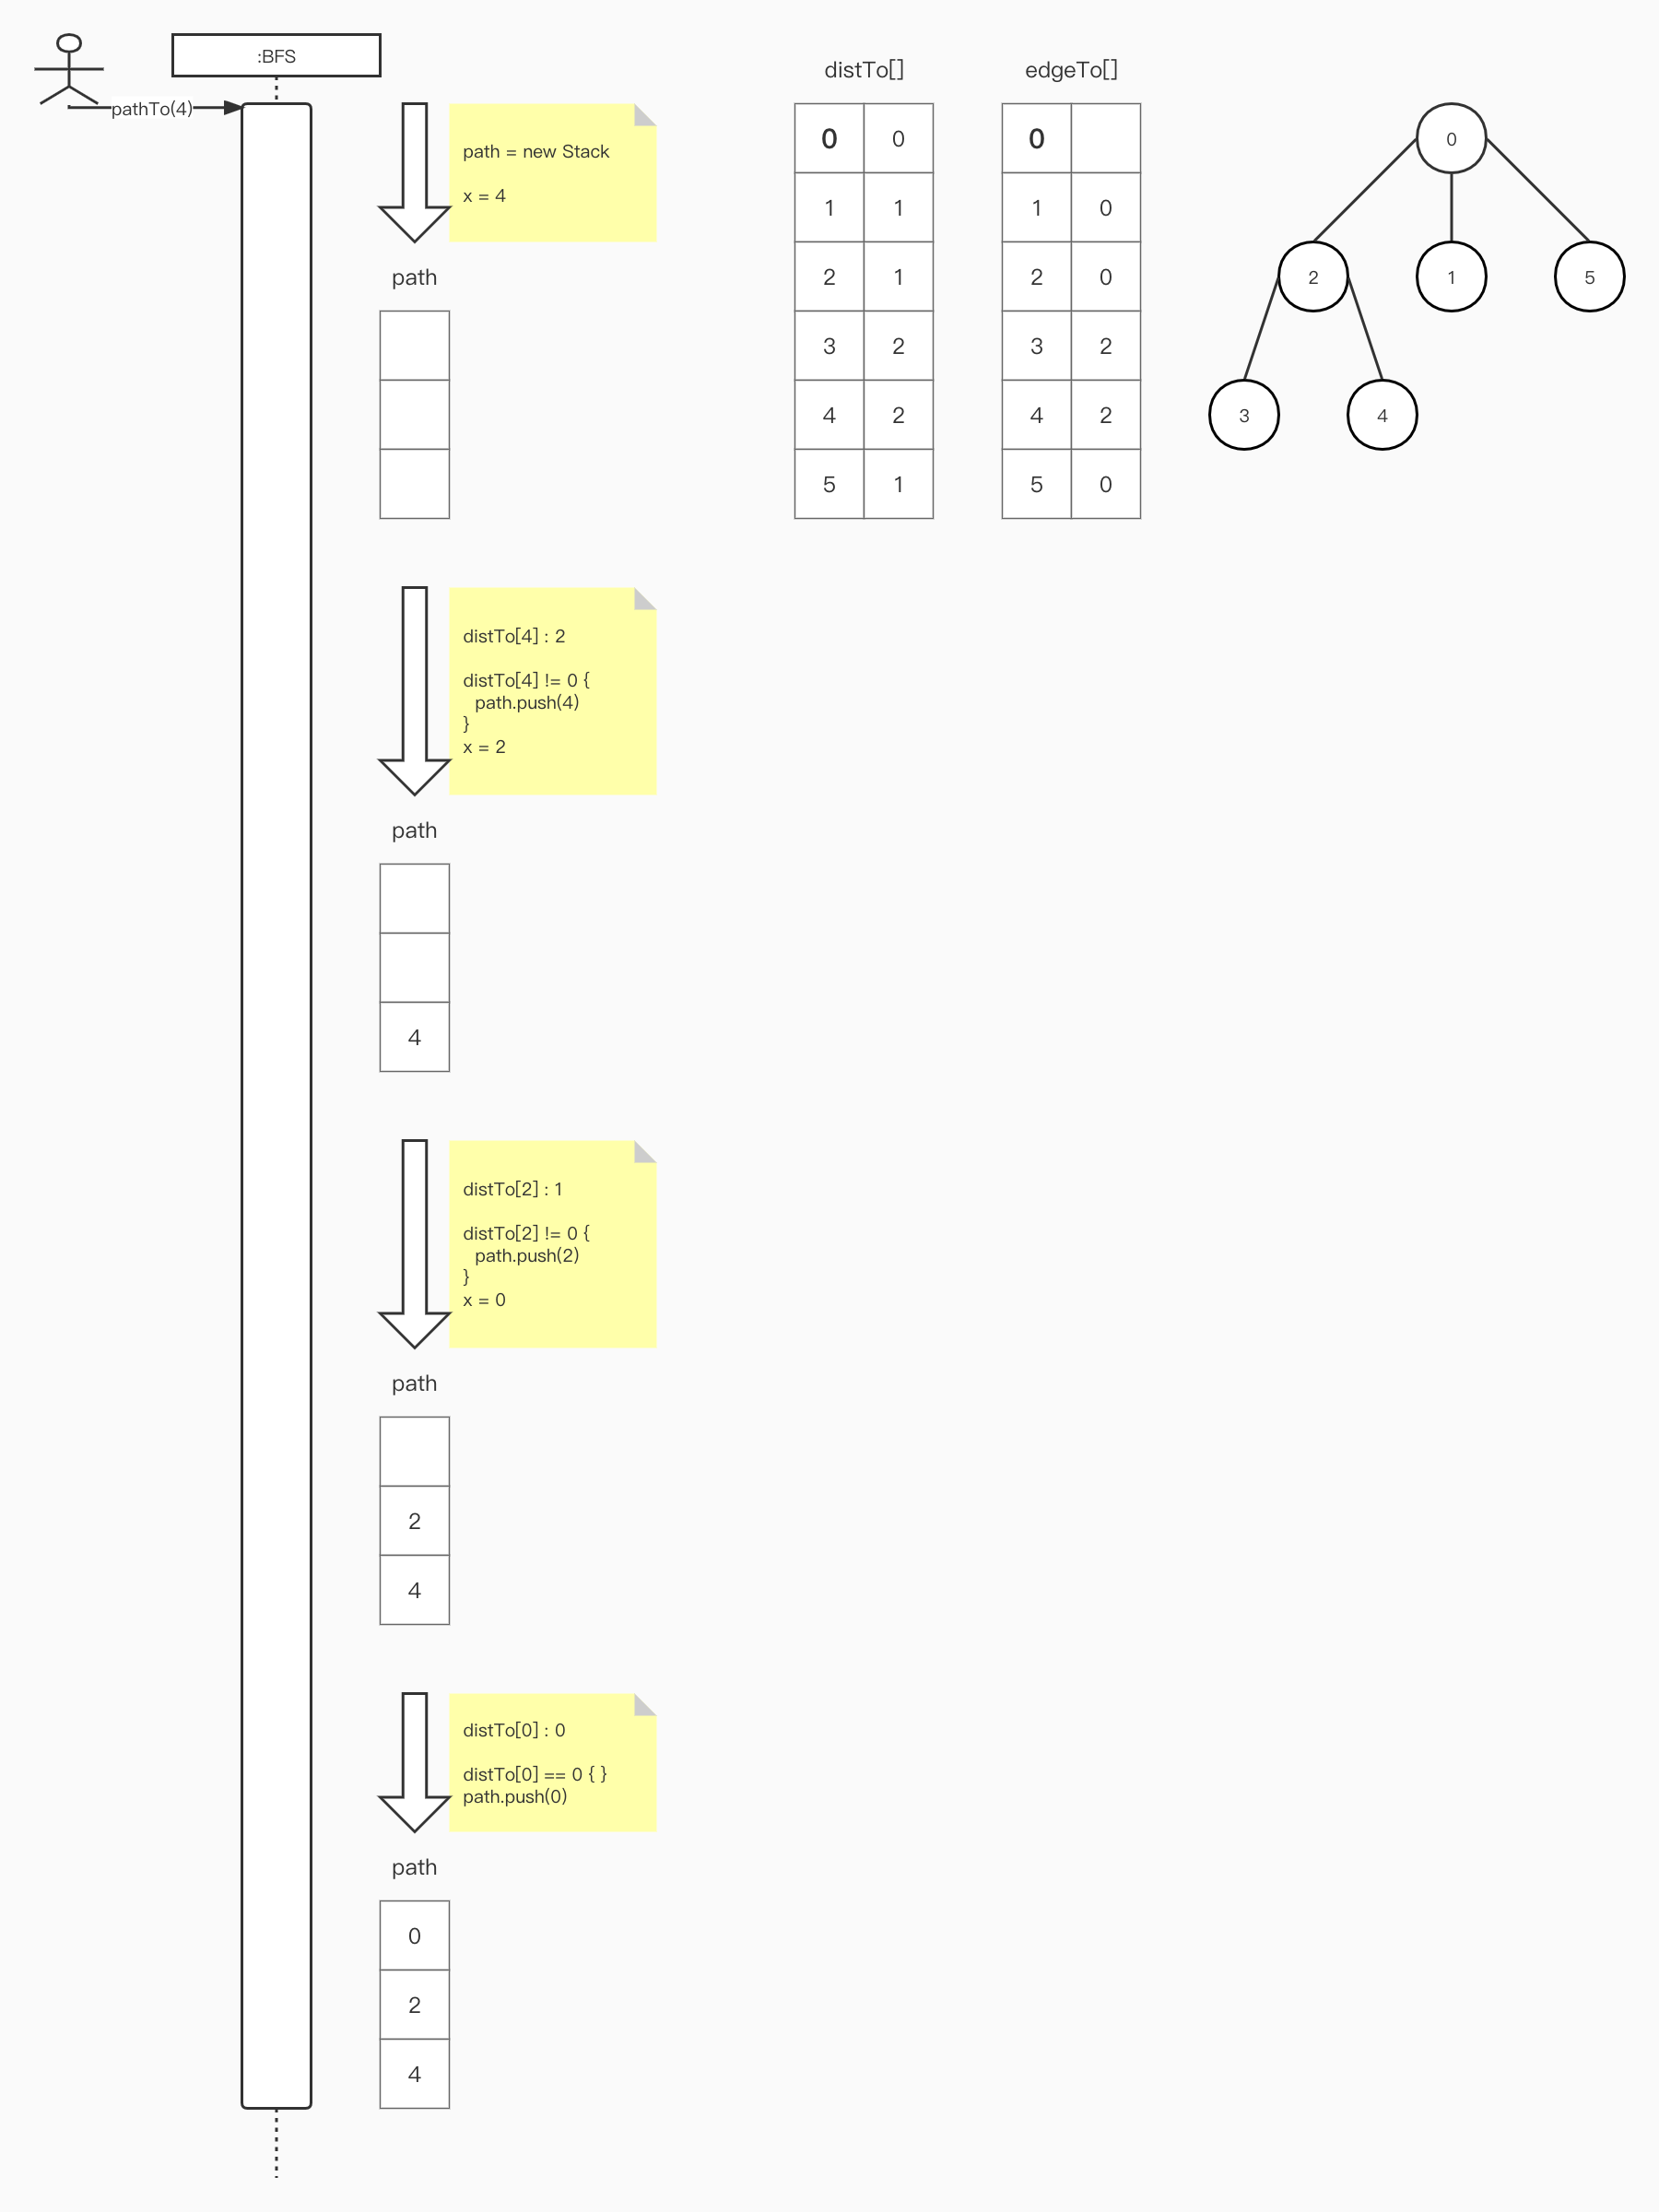 :BFS
pathTo(4)
path = new Stack
x = 4
path
distTo[]
0 0
1 1
2 1
3 2
4 2
5 1
edgeTo[]
0
1 0
2 0
3 2
4 2
5 0
0
2 1 5
3 4
distTo[4] : 2
distTo[4] != 0 {
path.push(4)
}
x = 2
path
4
distTo[2] : 1
distTo[2] != 0 {
path.push(2)
}
x = 0
path
2
4
distTo[0] : 0
distTo[0] == 0 { }
path.push(0)
path
0
2
4